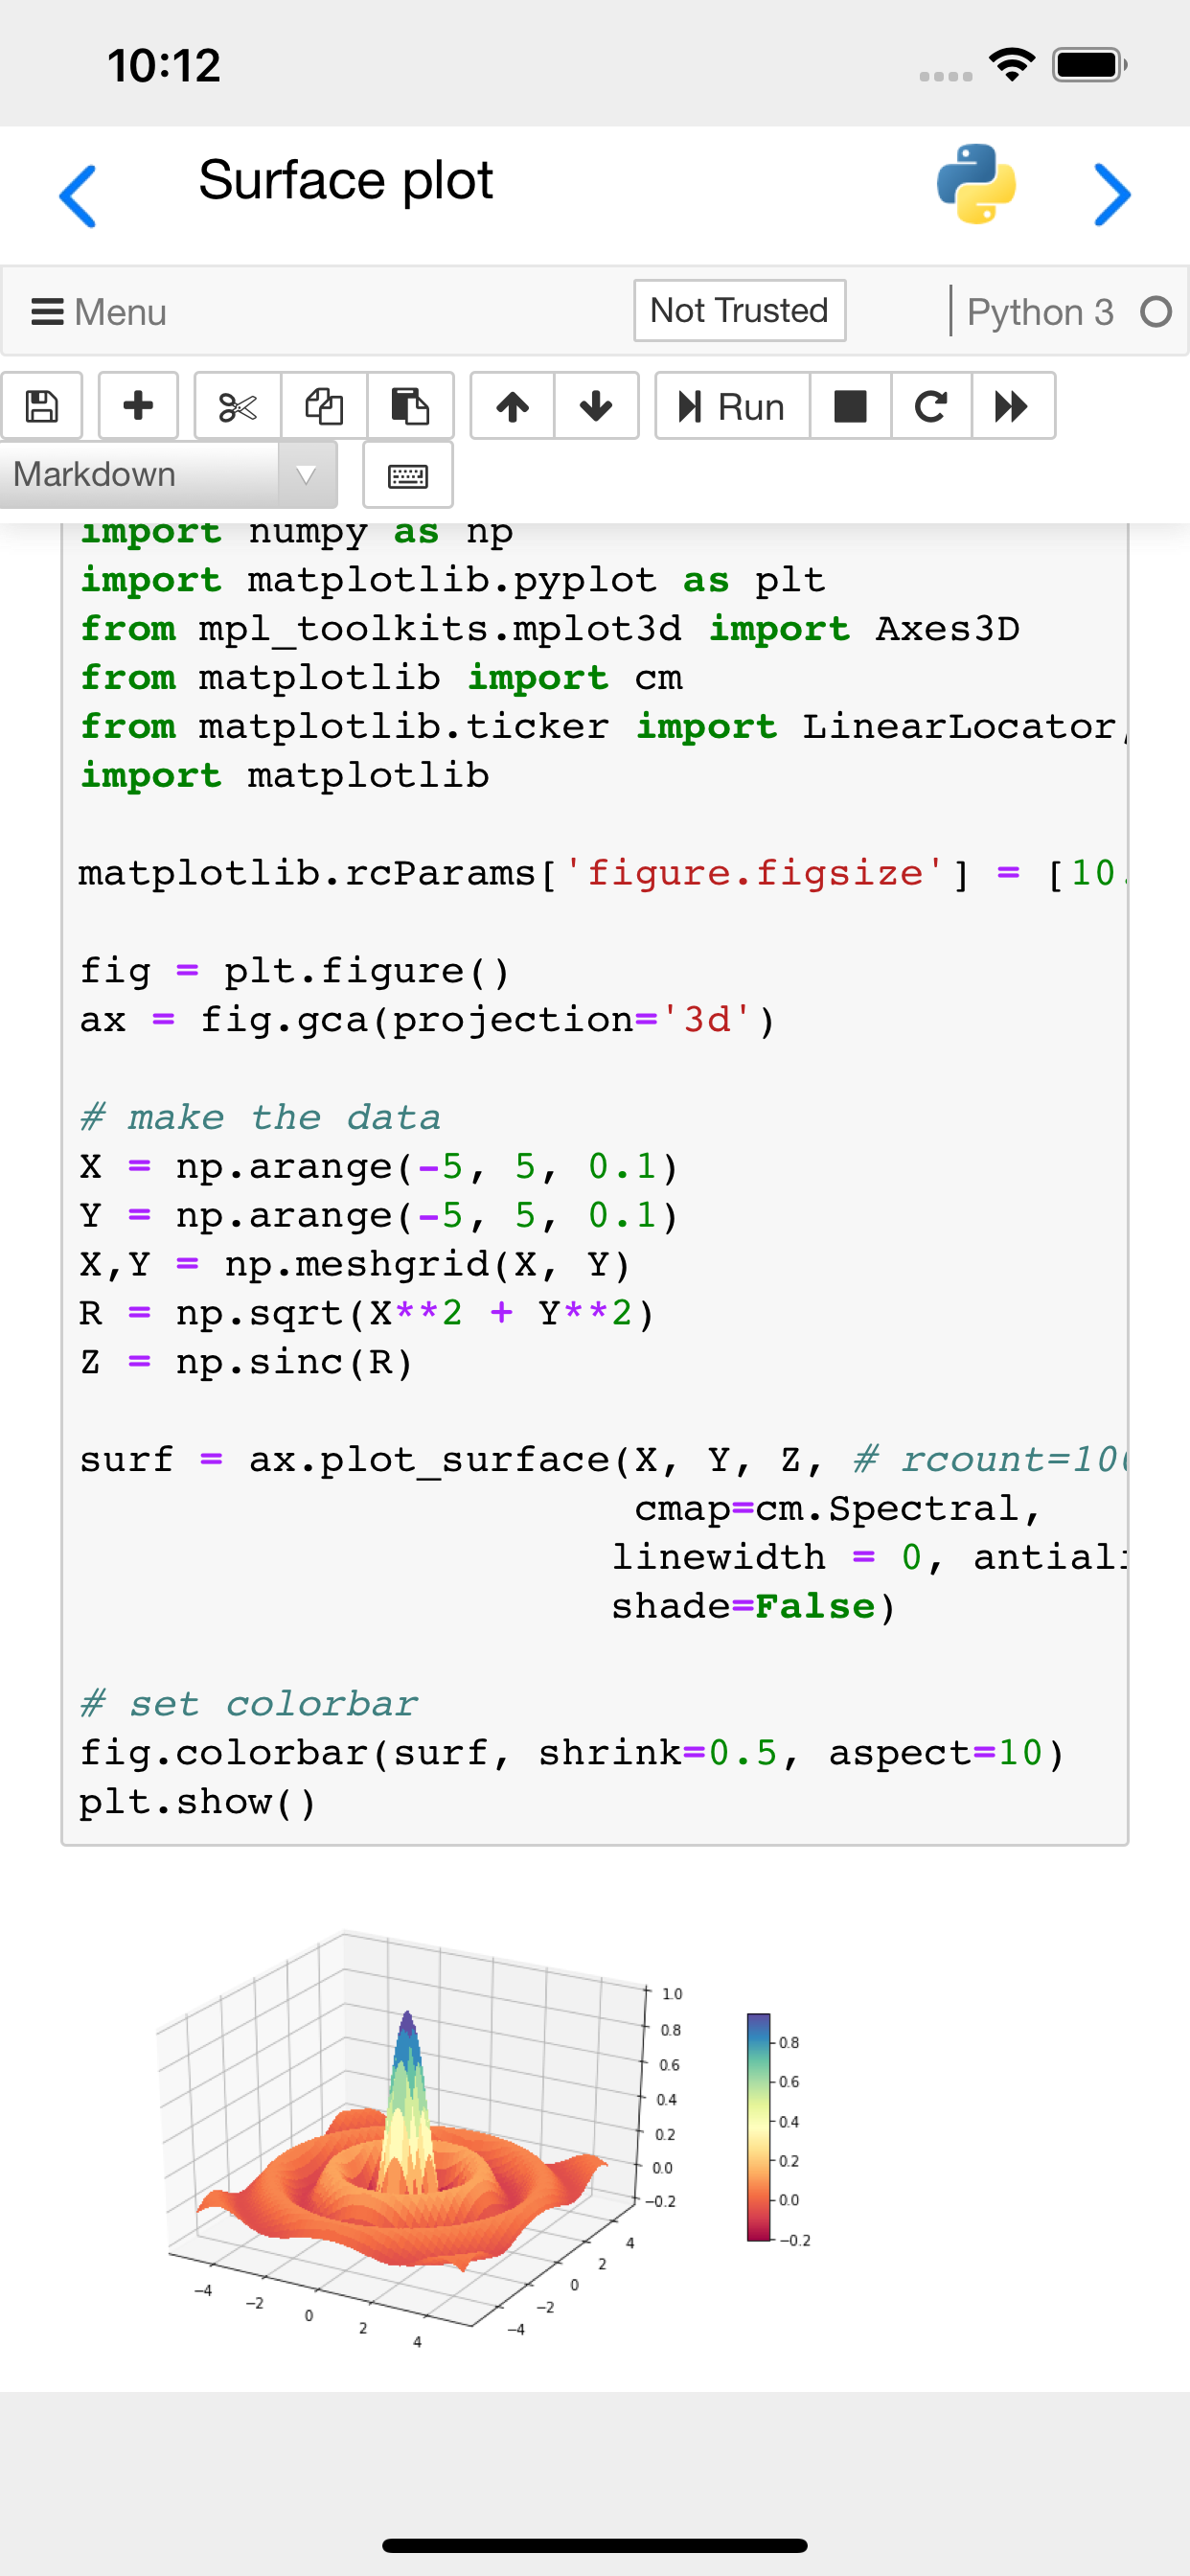 10:12
Surface plot
Menu
Not Trusted
Python 3
Run
Markdown
import numpy as np
import matplotlib.pyplot as plt
from mpl_toolkits.mplot3d import Axes3D
from matplotlib import cm
from matplotlib.ticker import LinearLocator,
import matplotlib
matplotlib.rcParams['figure.figsize'] = [10.
fig = plt.figure()
ax = fig.gca(projection='3d')
# make the data
X = np.arange(-5, 5, 0.1)
Y = np.arange(-5, 5, 0.1)
X,Y = np.meshgrid(X, Y)
R = np.sqrt(X**2 + Y**2)
Z = np.sinc(R)
surf = ax.plot_surface(X, Y, Z, # rcount=10
cmap=cm.Spectral,
linewidth = 0, antiali
shade=False)
# set colorbar
fig.colorbar(surf, shrink=0.5, aspect=10)
plt.show()
1.0
0.8
0.6
0.4
0.2
0.0
−0.2
0.8
0.6
0.4
0.2
0.0
−0.2
4
2
0
−2
−4
−4
−2
0
2
4